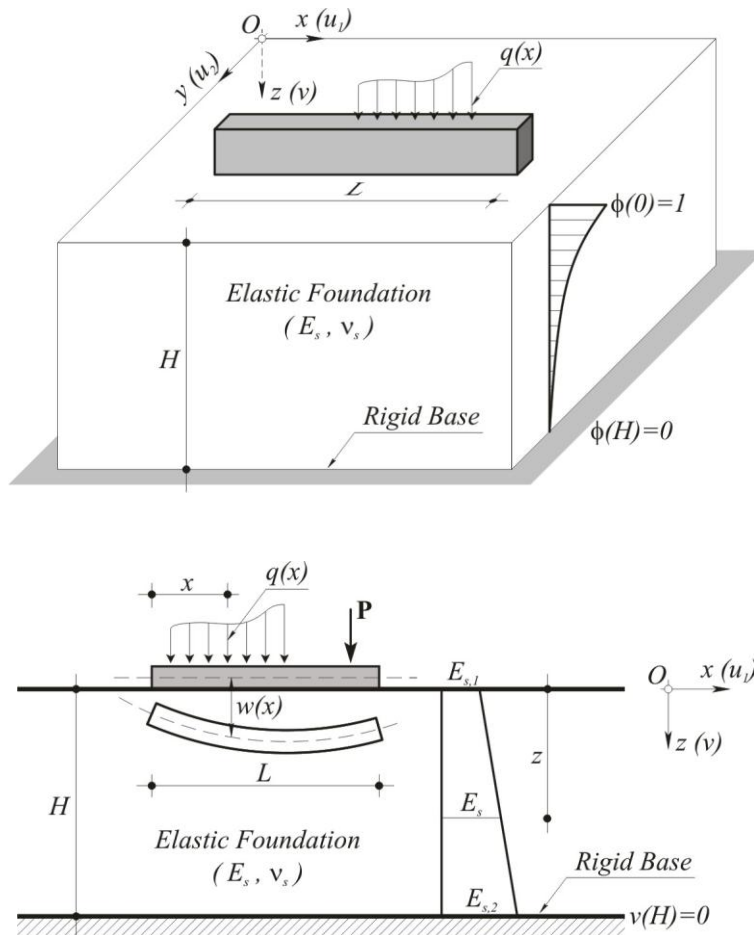 O
x (u₁)
y (u₂)
z (v)
q(x)
L
ϕ(0)=1
Elastic Foundation
( Eₛ , νₛ )
H
Rigid Base
ϕ(H)=0
x
q(x)
P
Eₛ,₁
O
x (u₁)
w(x)
z (v)
z
L
H
Eₛ
Elastic Foundation
( Eₛ , νₛ )
Rigid Base
Eₛ,₂
v(H)=0